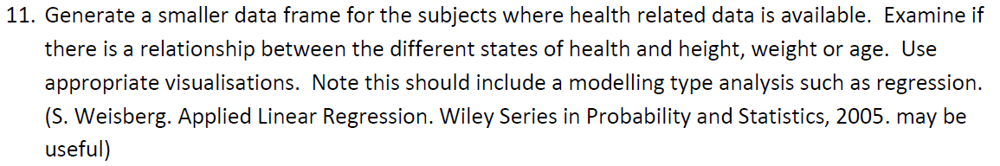 11. Generate a smaller data frame for the subjects where health related data is available.  Examine if
there is a relationship between the different states of health and height, weight or age.  Use
appropriate visualisations.  Note this should include a modelling type analysis such as regression.
(S. Weisberg. Applied Linear Regression. Wiley Series in Probability and Statistics, 2005. may be
useful)